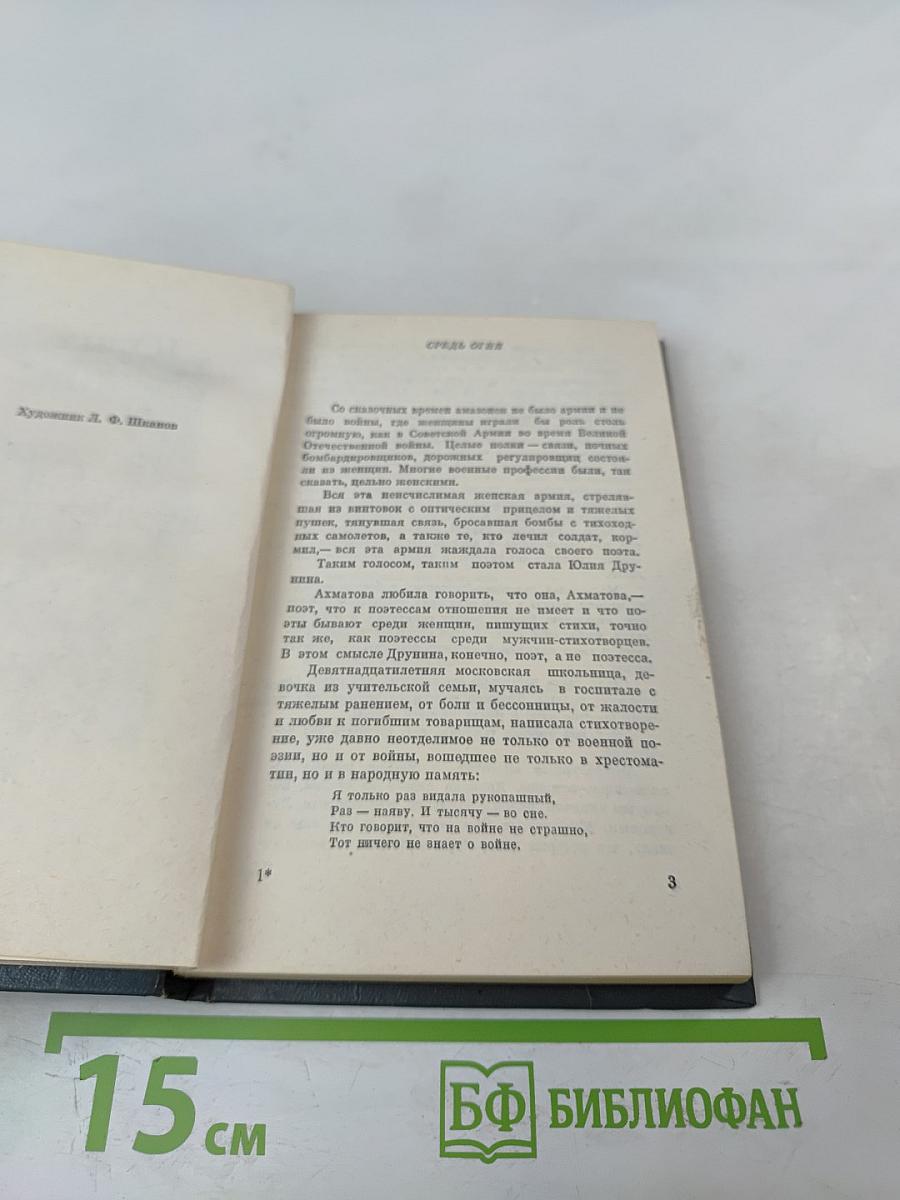 Художник Л. Ф. Шканов
СРЕДЬ ОГНЯ
Со сказочных времен амазонок не было армии и не
было войны, где женщины играли бы роль столь
огромную, как в Советской Армии во время Великой
Отечественной войны. Целые полки — связи, ночных
бомбардировщиков, дорожных регулировщиц состоя-
ли из женщин. Многие военные профессии были, так
сказать, цельно женскими.
Вся эта неисчислимая женская армия, стреляв-
шая из винтовок с оптическим прицелом и тяжелых
пушек, тянувшая связь, бросавшая бомбы с тихоход-
ных самолетов, а также те, кто лечил солдат, кор-
мил,— вся эта армия жаждала голоса своего поэта.
Таким голосом, таким поэтом стала Юлия Дру-
нина.
Ахматова любила говорить, что она, Ахматова,—
поэт, что к поэтессам отношения не имеет и что по-
эты бывают среди женщин, пишущих стихи, точно
так же, как поэтессы среди мужчин-стихотворцев.
В этом смысле Друнина, конечно, поэт, а не поэтесса.
Девятнадцатилетняя московская школьница, де-
вочка из учительской семьи, мучаясь в госпитале с
тяжелым ранением, от боли и бессонницы, от жалости
и любви к погибшим товарищам, написала стихотворе-
ние, уже давно неотделимое не только от военной по-
эзии, но и от войны, вошедшее не только в хрестома-
тии, но и в народную память:
Я только раз видала рукопашный,
Раз — наяву. И тысячу — во сне.
Кто говорит, что на войне не страшно,
Тот ничего не знает о войне.
1*
3
15 см
БФ БИБЛИОФАН